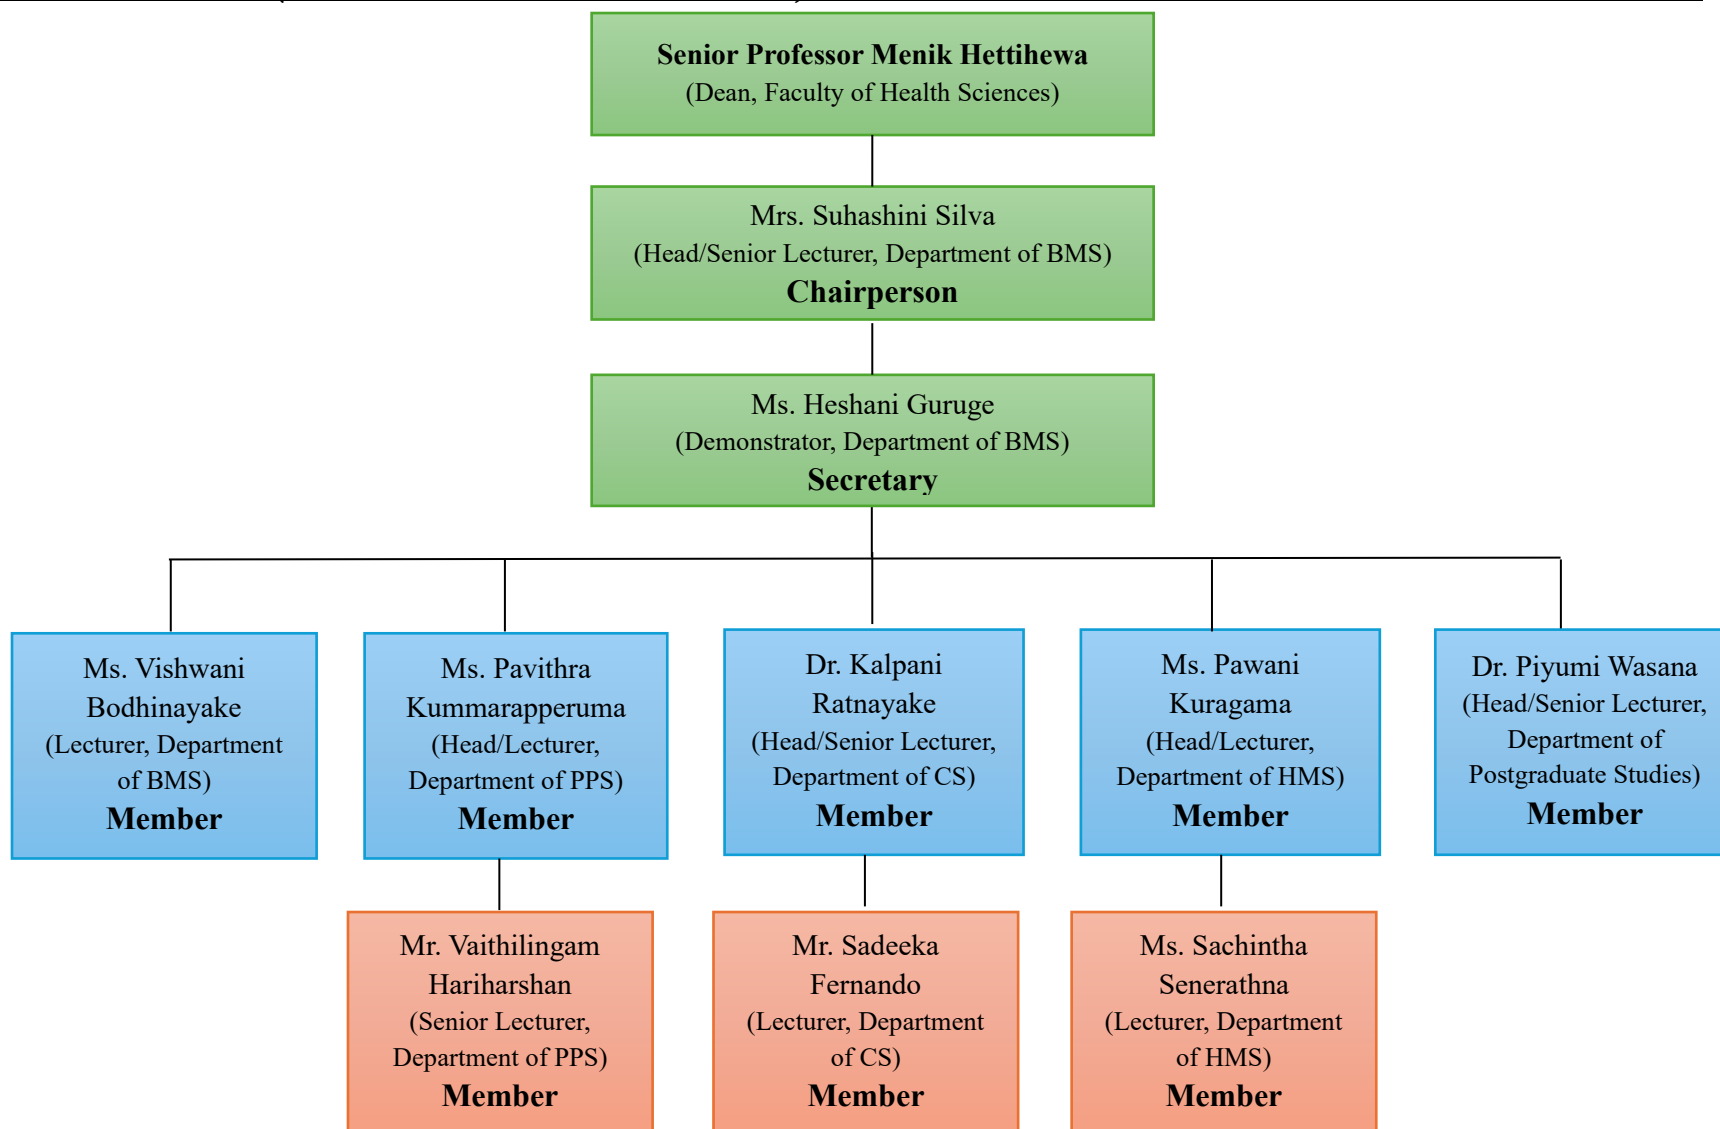 Senior Professor Menik Hettihewa
(Dean, Faculty of Health Sciences)
Mrs. Suhashini Silva
(Head/Senior Lecturer, Department of BMS)
Chairperson
Ms. Heshani Guruge
(Demonstrator, Department of BMS)
Secretary
Ms. Vishwani
Bodhinayake
(Lecturer, Department
of BMS)
Member
Ms. Pavithra
Kummarapperuma
(Head/Lecturer,
Department of PPS)
Member
Dr. Kalpani
Ratnayake
(Head/Senior Lecturer,
Department of CS)
Member
Ms. Pawani
Kuragama
(Head/Lecturer,
Department of HMS)
Member
Dr. Piyumi Wasana
(Head/Senior Lecturer,
Department of
Postgraduate Studies)
Member
Mr. Vaithilingam
Hariharshan
(Senior Lecturer,
Department of PPS)
Member
Mr. Sadeeka
Fernando
(Lecturer, Department
of CS)
Member
Ms. Sachintha
Senerathna
(Lecturer, Department
of HMS)
Member